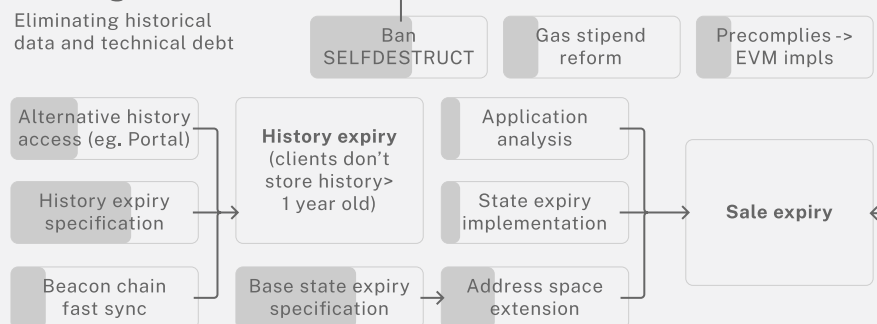 Eliminating historical
data and technical debt
Ban
SELFDESTRUCT
Gas stipend
reform
Precomplies ->
EVM impls
Alternative history
access (eg. Portal)
History expiry
(clients don't
store history>
1 year old)
Application
analysis
History expiry
specification
State expiry
implementation
Sale expiry
Beacon chain
fast sync
Base state expiry
specification
Address space
extension